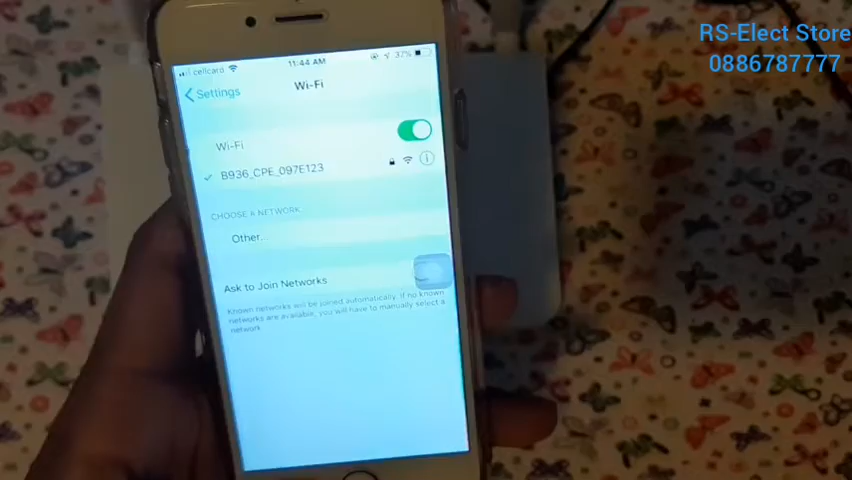 RS-Elect Store
0886787777
cellcard
11:44 AM
37%
Settings
Wi-Fi
Wi-Fi
B936_CPE_097E123
CHOOSE A NETWORK
Other...
Ask to Join Networks
Known networks will be joined automatically. If no known
networks are available, you will have to manually select a
network.